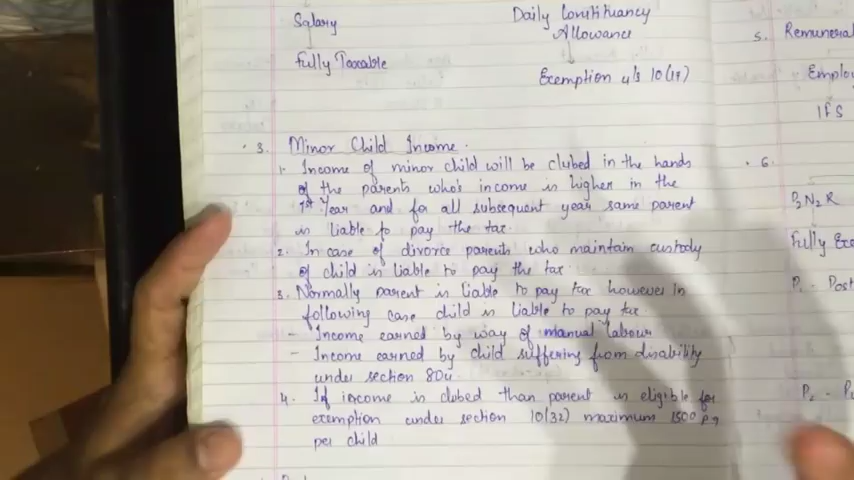 Salary
Daily Constituancy
Allowance
fully Taxable
Exemption u/s 10(17)
3. Minor Child Income.
1. Income of minor child will be clubed in the hands
of the parents who's income is higher in the
1st Year and for all subsequent year same parent
is liable to pay the tax.
2. In case of divorce parents who maintain custody
of child is liable to pay the tax.
3. Normally parent is liable to pay tax however in
following case child is liable to pay tax.
- Income earned by way of manual labour
- Income earned by child suffering from disability
under section 80u.
4. If income is clubed than parent is eligible for
exemption under section 10(32) maximum 1500 p.a
per child
5. Remuneral
Emplo
If S
6.
Fully Exe
P1 - Post